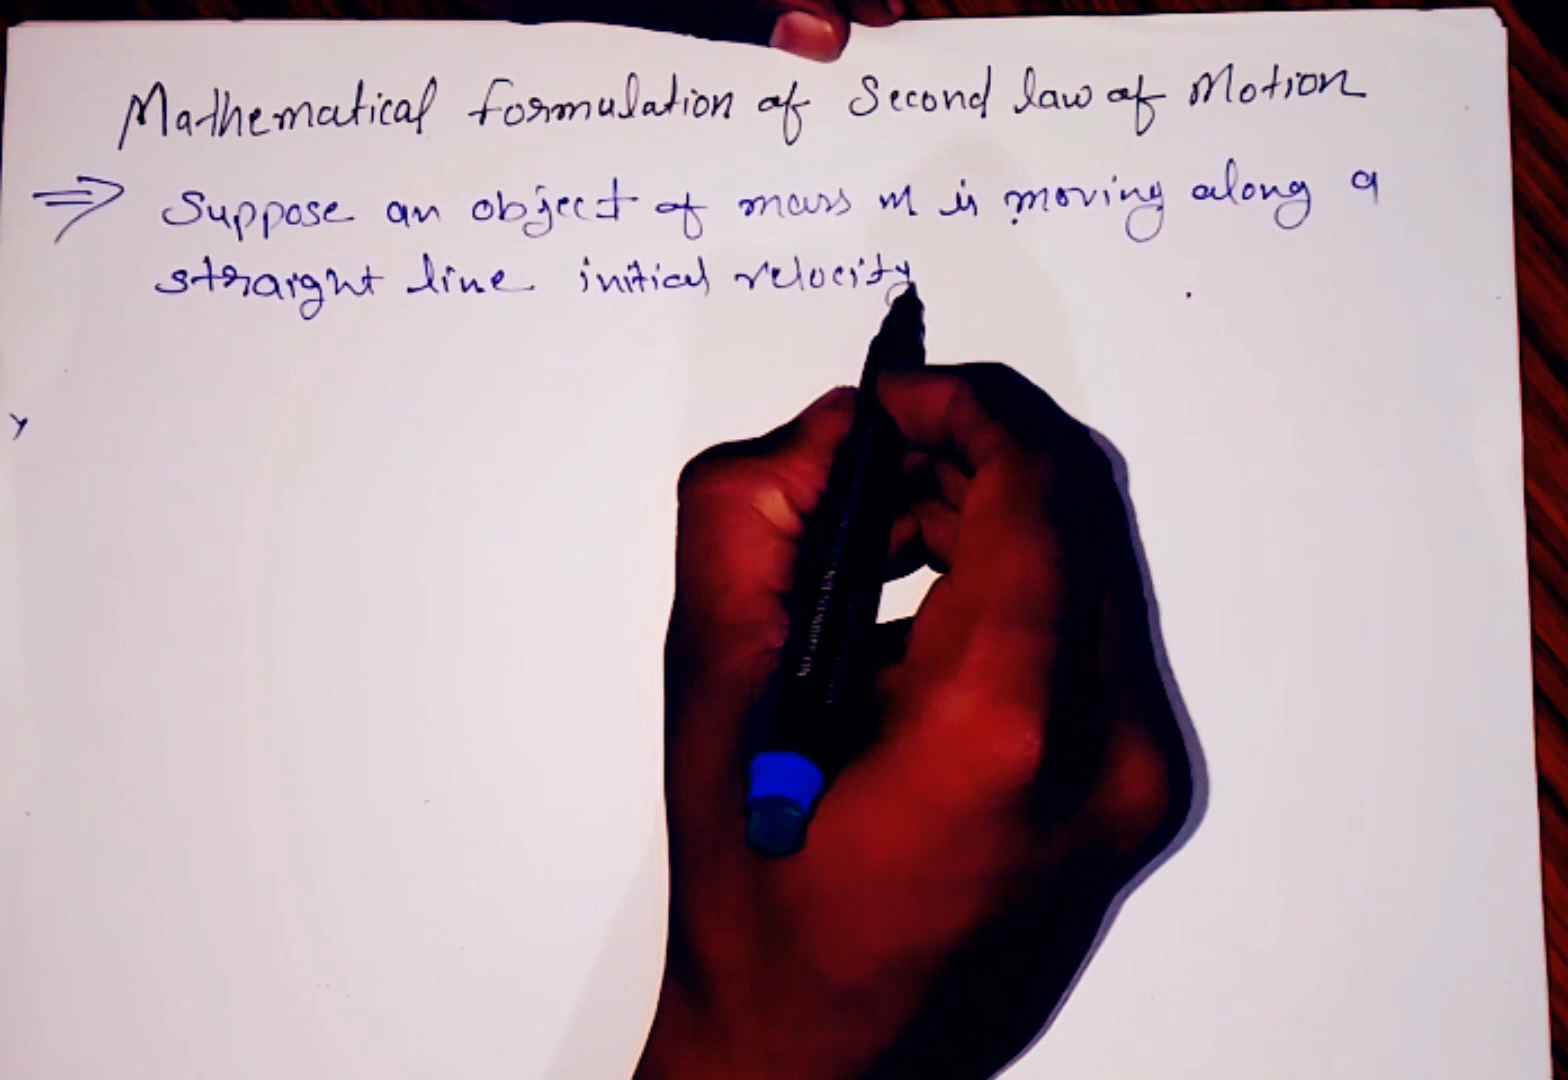 Mathematical formulation of Second law of Motion
⇒ Suppose an object of mass m is moving along a
straight line initial velocity